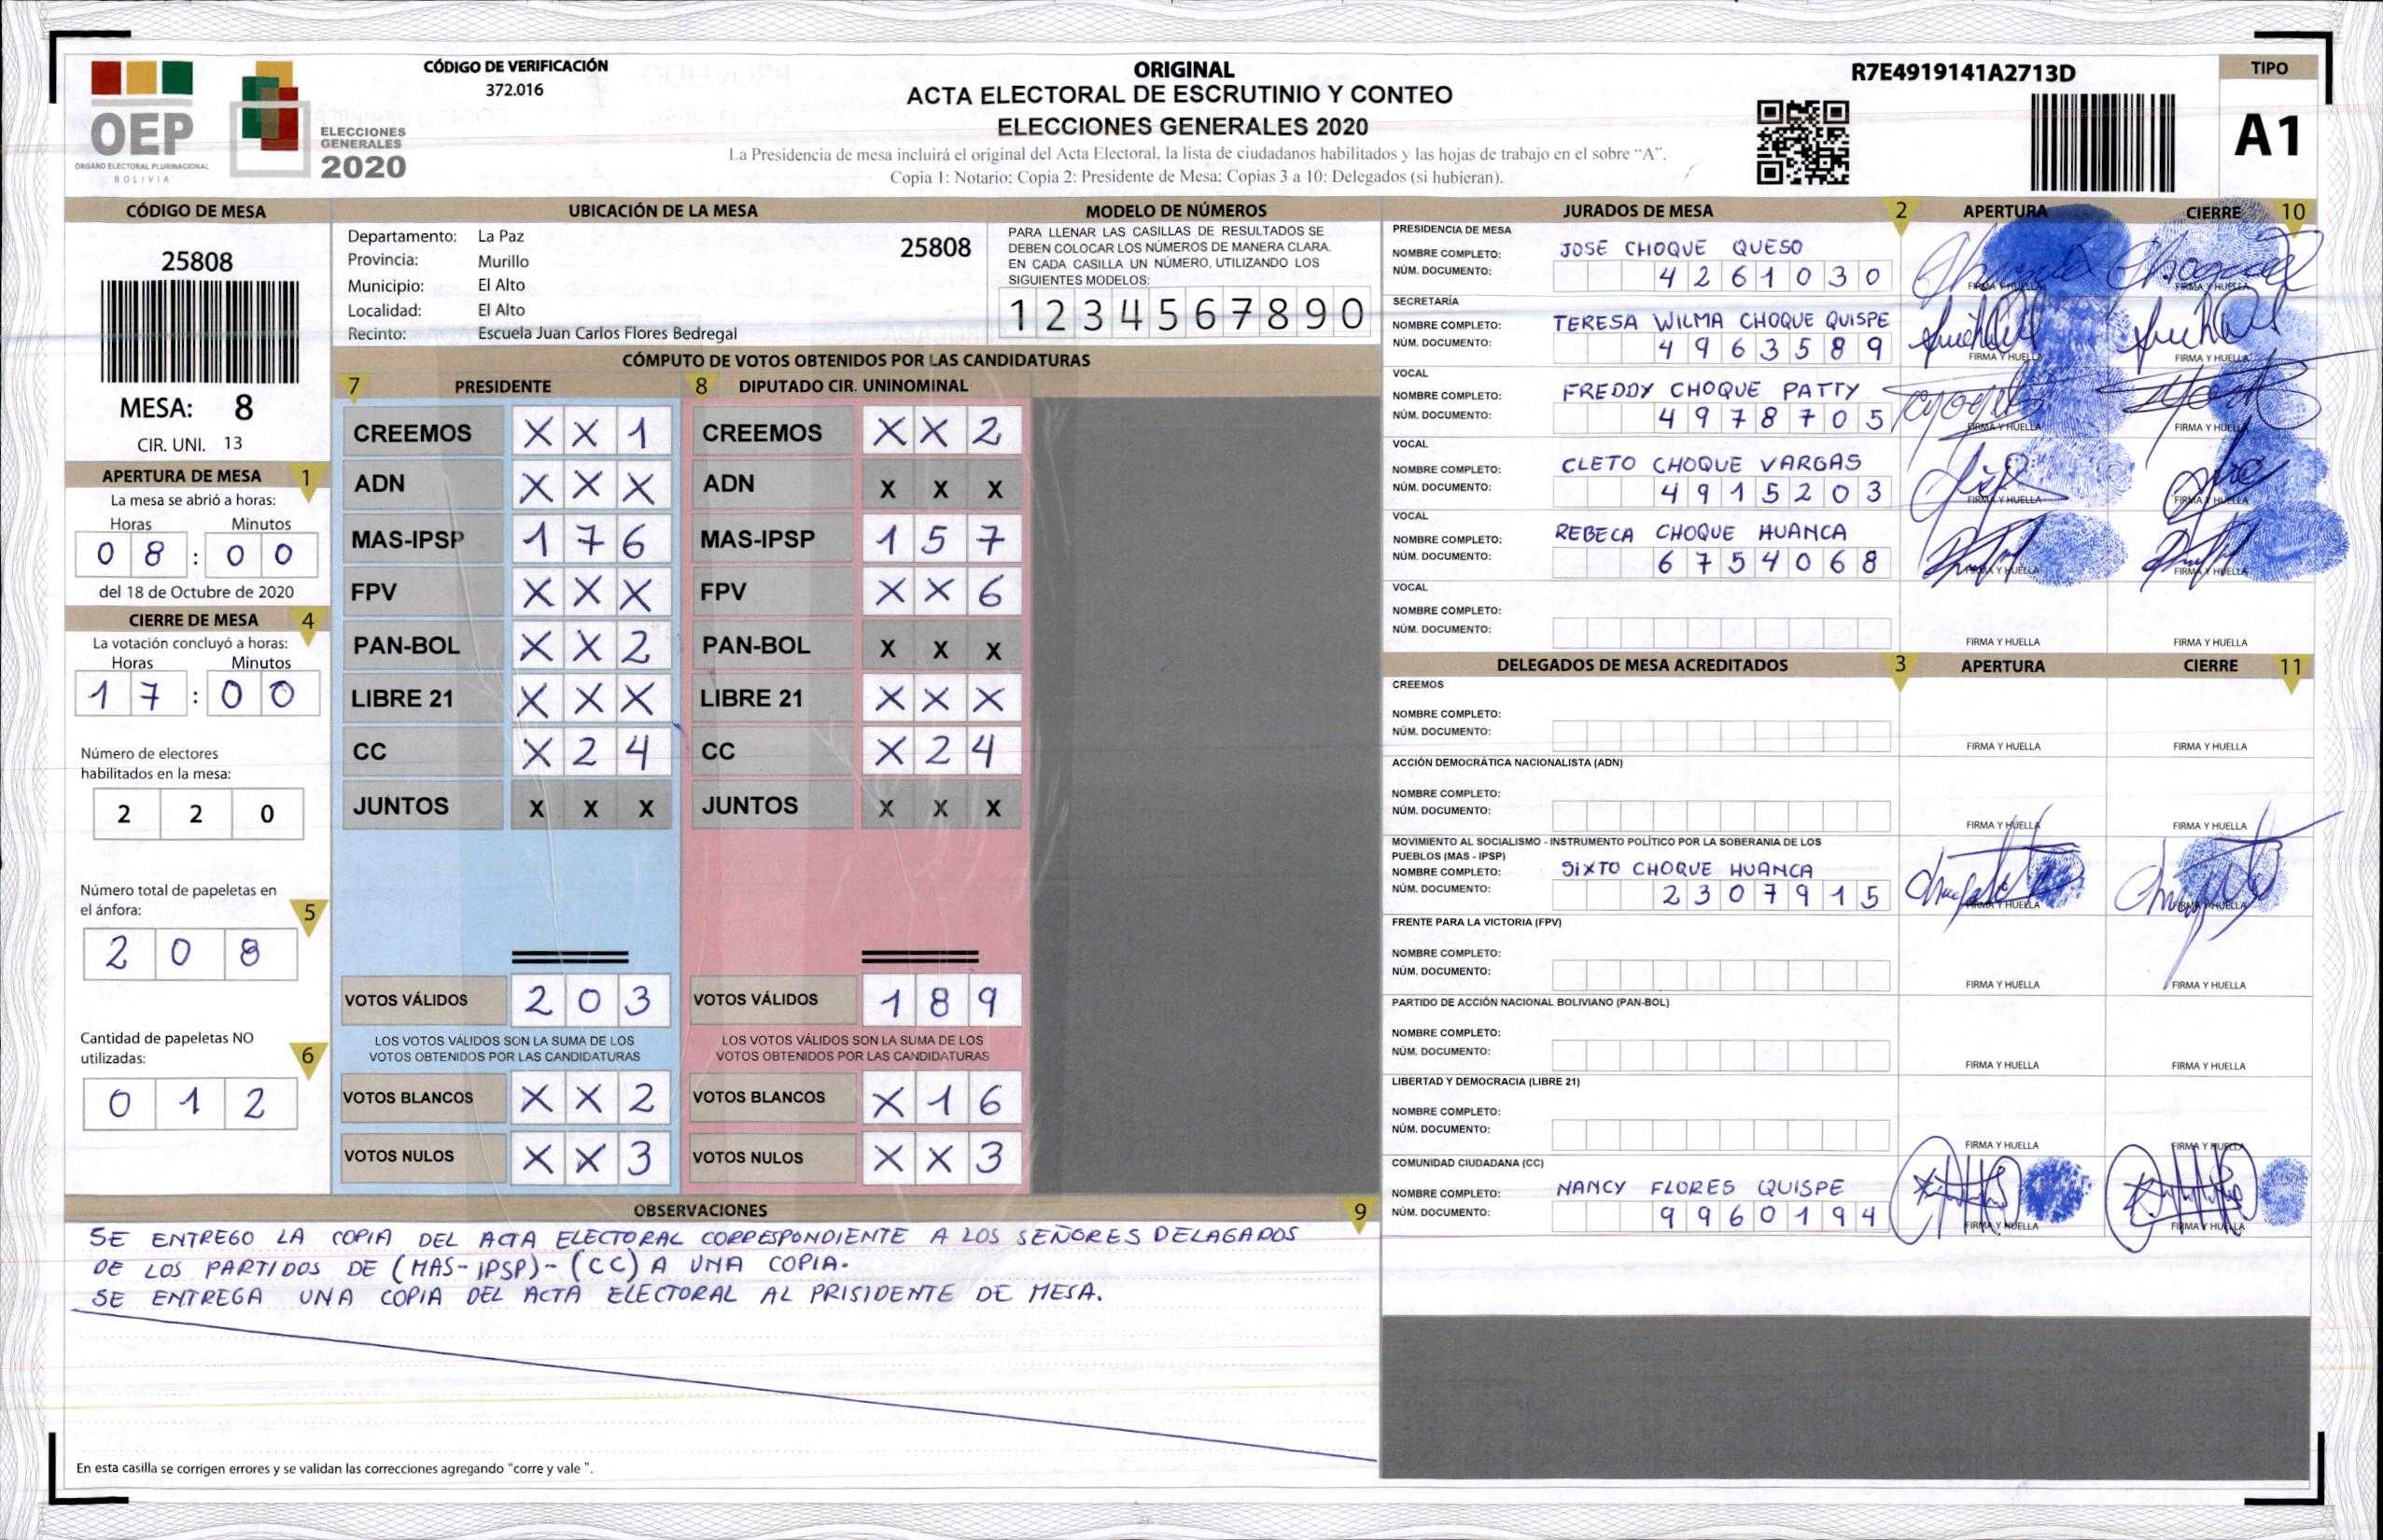 OEP
ÓRGANO ELECTORAL PLURINACIONAL
BOLIVIA
ELECCIONES
GENERALES
2020
CÓDIGO DE VERIFICACIÓN
372.016
ORIGINAL
ACTA ELECTORAL DE ESCRUTINIO Y CONTEO
ELECCIONES GENERALES 2020
La Presidencia de mesa incluirá el original del Acta Electoral, la lista de ciudadanos habilitados y las hojas de trabajo en el sobre "A".
Copia 1: Notario; Copia 2: Presidente de Mesa; Copias 3 a 10: Delegados (si hubieran).
R7E4919141A2713D
TIPO
A1
CÓDIGO DE MESA
25808
MESA: 8
CIR. UNI. 13
APERTURA DE MESA 1
La mesa se abrió a horas:
Horas Minutos
0 8 : 0 0
del 18 de Octubre de 2020
CIERRE DE MESA 4
La votación concluyó a horas:
Horas Minutos
1 7 : 0 0
Número de electores
habilitados en la mesa:
2 2 0
Número total de papeletas en
el ánfora: 5
2 0 8
Cantidad de papeletas NO
utilizadas: 6
0 1 2
UBICACIÓN DE LA MESA
Departamento: La Paz
25808
Provincia: Murillo
Municipio: El Alto
Localidad: El Alto
Recinto: Escuela Juan Carlos Flores Bedregal
MODELO DE NÚMEROS
PARA LLENAR LAS CASILLAS DE RESULTADOS SE
DEBEN COLOCAR LOS NÚMEROS DE MANERA CLARA.
EN CADA CASILLA UN NÚMERO, UTILIZANDO LOS
SIGUIENTES MODELOS:
1 2 3 4 5 6 7 8 9 0
CÓMPUTO DE VOTOS OBTENIDOS POR LAS CANDIDATURAS
7 PRESIDENTE
CREEMOS X X 1
ADN X X X
MAS-IPSP 1 7 6
FPV X X X
PAN-BOL X X 2
LIBRE 21 X X X
CC X 2 4
JUNTOS X X X
VOTOS VÁLIDOS 2 0 3
LOS VOTOS VÁLIDOS SON LA SUMA DE LOS
VOTOS OBTENIDOS POR LAS CANDIDATURAS
VOTOS BLANCOS X X 2
VOTOS NULOS X X 3
8 DIPUTADO CIR. UNINOMINAL
CREEMOS X X 2
ADN X X X
MAS-IPSP 1 5 7
FPV X X 6
PAN-BOL X X X
LIBRE 21 X X X
CC X 2 4
JUNTOS X X X
VOTOS VÁLIDOS 1 8 9
LOS VOTOS VÁLIDOS SON LA SUMA DE LOS
VOTOS OBTENIDOS POR LAS CANDIDATURAS
VOTOS BLANCOS X 1 6
VOTOS NULOS X X 3
OBSERVACIONES 9
SE ENTREGO LA COPIA DEL ACTA ELECTORAL CORRESPONDIENTE A LOS SEÑORES DELAGADOS
DE LOS PARTIDOS DE (MAS-IPSP)-(CC) A UNA COPIA.
SE ENTREGA UNA COPIA DEL ACTA ELECTORAL AL PRISIDENTE DE MESA.
En esta casilla se corrigen errores y se validan las correcciones agregando "corre y vale ".
JURADOS DE MESA 2 APERTURA CIERRE 10
PRESIDENCIA DE MESA
NOMBRE COMPLETO: JOSE CHOQUE QUESO
NÚM. DOCUMENTO: 4 2 6 1 0 3 0
FIRMA Y HUELLA FIRMA Y HUELLA
SECRETARÍA
NOMBRE COMPLETO: TERESA WILMA CHOQUE QUISPE
NÚM. DOCUMENTO: 4 9 6 3 5 8 9
FIRMA Y HUELLA FIRMA Y HUELLA
VOCAL
NOMBRE COMPLETO: FREDDY CHOQUE PATTY
NÚM. DOCUMENTO: 4 9 7 8 7 0 5
FIRMA Y HUELLA FIRMA Y HUELLA
VOCAL
NOMBRE COMPLETO: CLETO CHOQUE VARGAS
NÚM. DOCUMENTO: 4 9 1 5 2 0 3
FIRMA Y HUELLA FIRMA Y HUELLA
VOCAL
NOMBRE COMPLETO: REBECA CHOQUE HUANCA
NÚM. DOCUMENTO: 6 7 5 4 0 6 8
FIRMA Y HUELLA FIRMA Y HUELLA
VOCAL
NOMBRE COMPLETO:
NÚM. DOCUMENTO:
FIRMA Y HUELLA FIRMA Y HUELLA
DELEGADOS DE MESA ACREDITADOS 3 APERTURA CIERRE 11
CREEMOS
NOMBRE COMPLETO:
NÚM. DOCUMENTO:
FIRMA Y HUELLA FIRMA Y HUELLA
ACCIÓN DEMOCRÁTICA NACIONALISTA (ADN)
NOMBRE COMPLETO:
NÚM. DOCUMENTO:
FIRMA Y HUELLA FIRMA Y HUELLA
MOVIMIENTO AL SOCIALISMO - INSTRUMENTO POLÍTICO POR LA SOBERANIA DE LOS
PUEBLOS (MAS - IPSP)
NOMBRE COMPLETO: SIXTO CHOQUE HUANCA
NÚM. DOCUMENTO: 2 3 0 7 9 1 5
FIRMA Y HUELLA FIRMA Y HUELLA
FRENTE PARA LA VICTORIA (FPV)
NOMBRE COMPLETO:
NÚM. DOCUMENTO:
FIRMA Y HUELLA FIRMA Y HUELLA
PARTIDO DE ACCIÓN NACIONAL BOLIVIANO (PAN-BOL)
NOMBRE COMPLETO:
NÚM. DOCUMENTO:
FIRMA Y HUELLA FIRMA Y HUELLA
LIBERTAD Y DEMOCRACIA (LIBRE 21)
NOMBRE COMPLETO:
NÚM. DOCUMENTO:
FIRMA Y HUELLA FIRMA Y HUELLA
COMUNIDAD CIUDADANA (CC)
NOMBRE COMPLETO: NANCY FLORES QUISPE
NÚM. DOCUMENTO: 9 9 6 0 1 9 4
FIRMA Y HUELLA FIRMA Y HUELLA